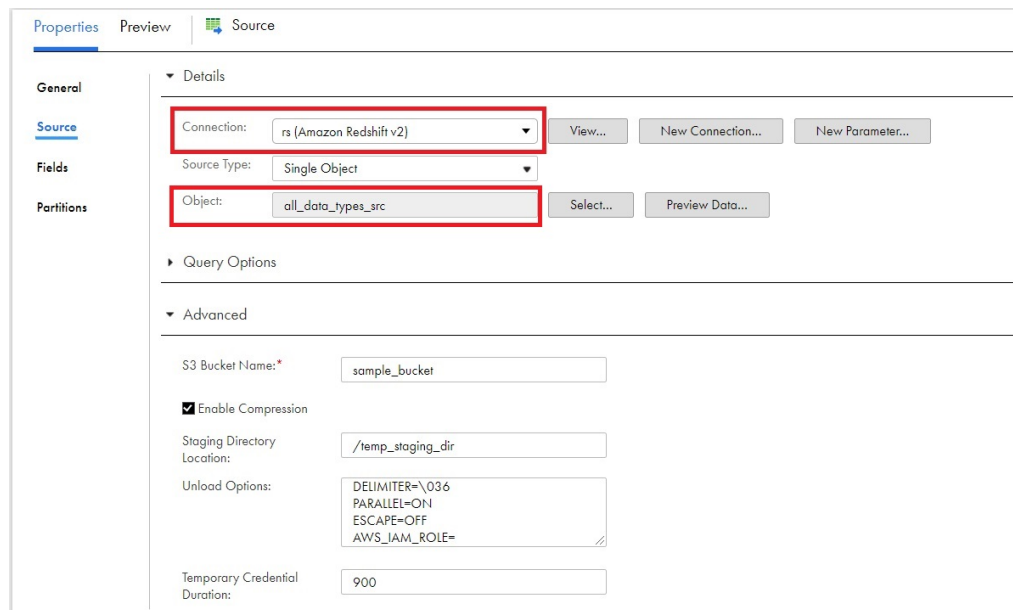 Properties Preview Source
General
Source
Fields
Partitions
Details
Connection: rs (Amazon Redshift v2) View... New Connection... New Parameter...
Source Type: Single Object
Object: all_data_types_src Select... Preview Data...
Query Options
Advanced
S3 Bucket Name:* sample_bucket
Enable Compression
Staging Directory
Location: /temp_staging_dir
Unload Options: DELIMITER=\036
PARALLEL=ON
ESCAPE=OFF
AWS_IAM_ROLE=
Temporary Credential
Duration: 900